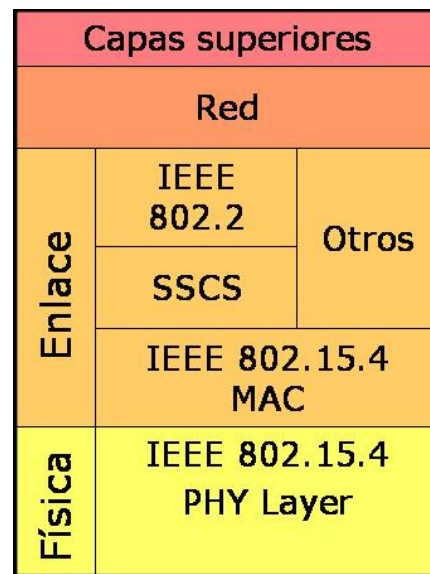 Capas superiores
Red
Enlace
IEEE
802.2
Otros
SSCS
IEEE 802.15.4
MAC
Física
IEEE 802.15.4
PHY Layer